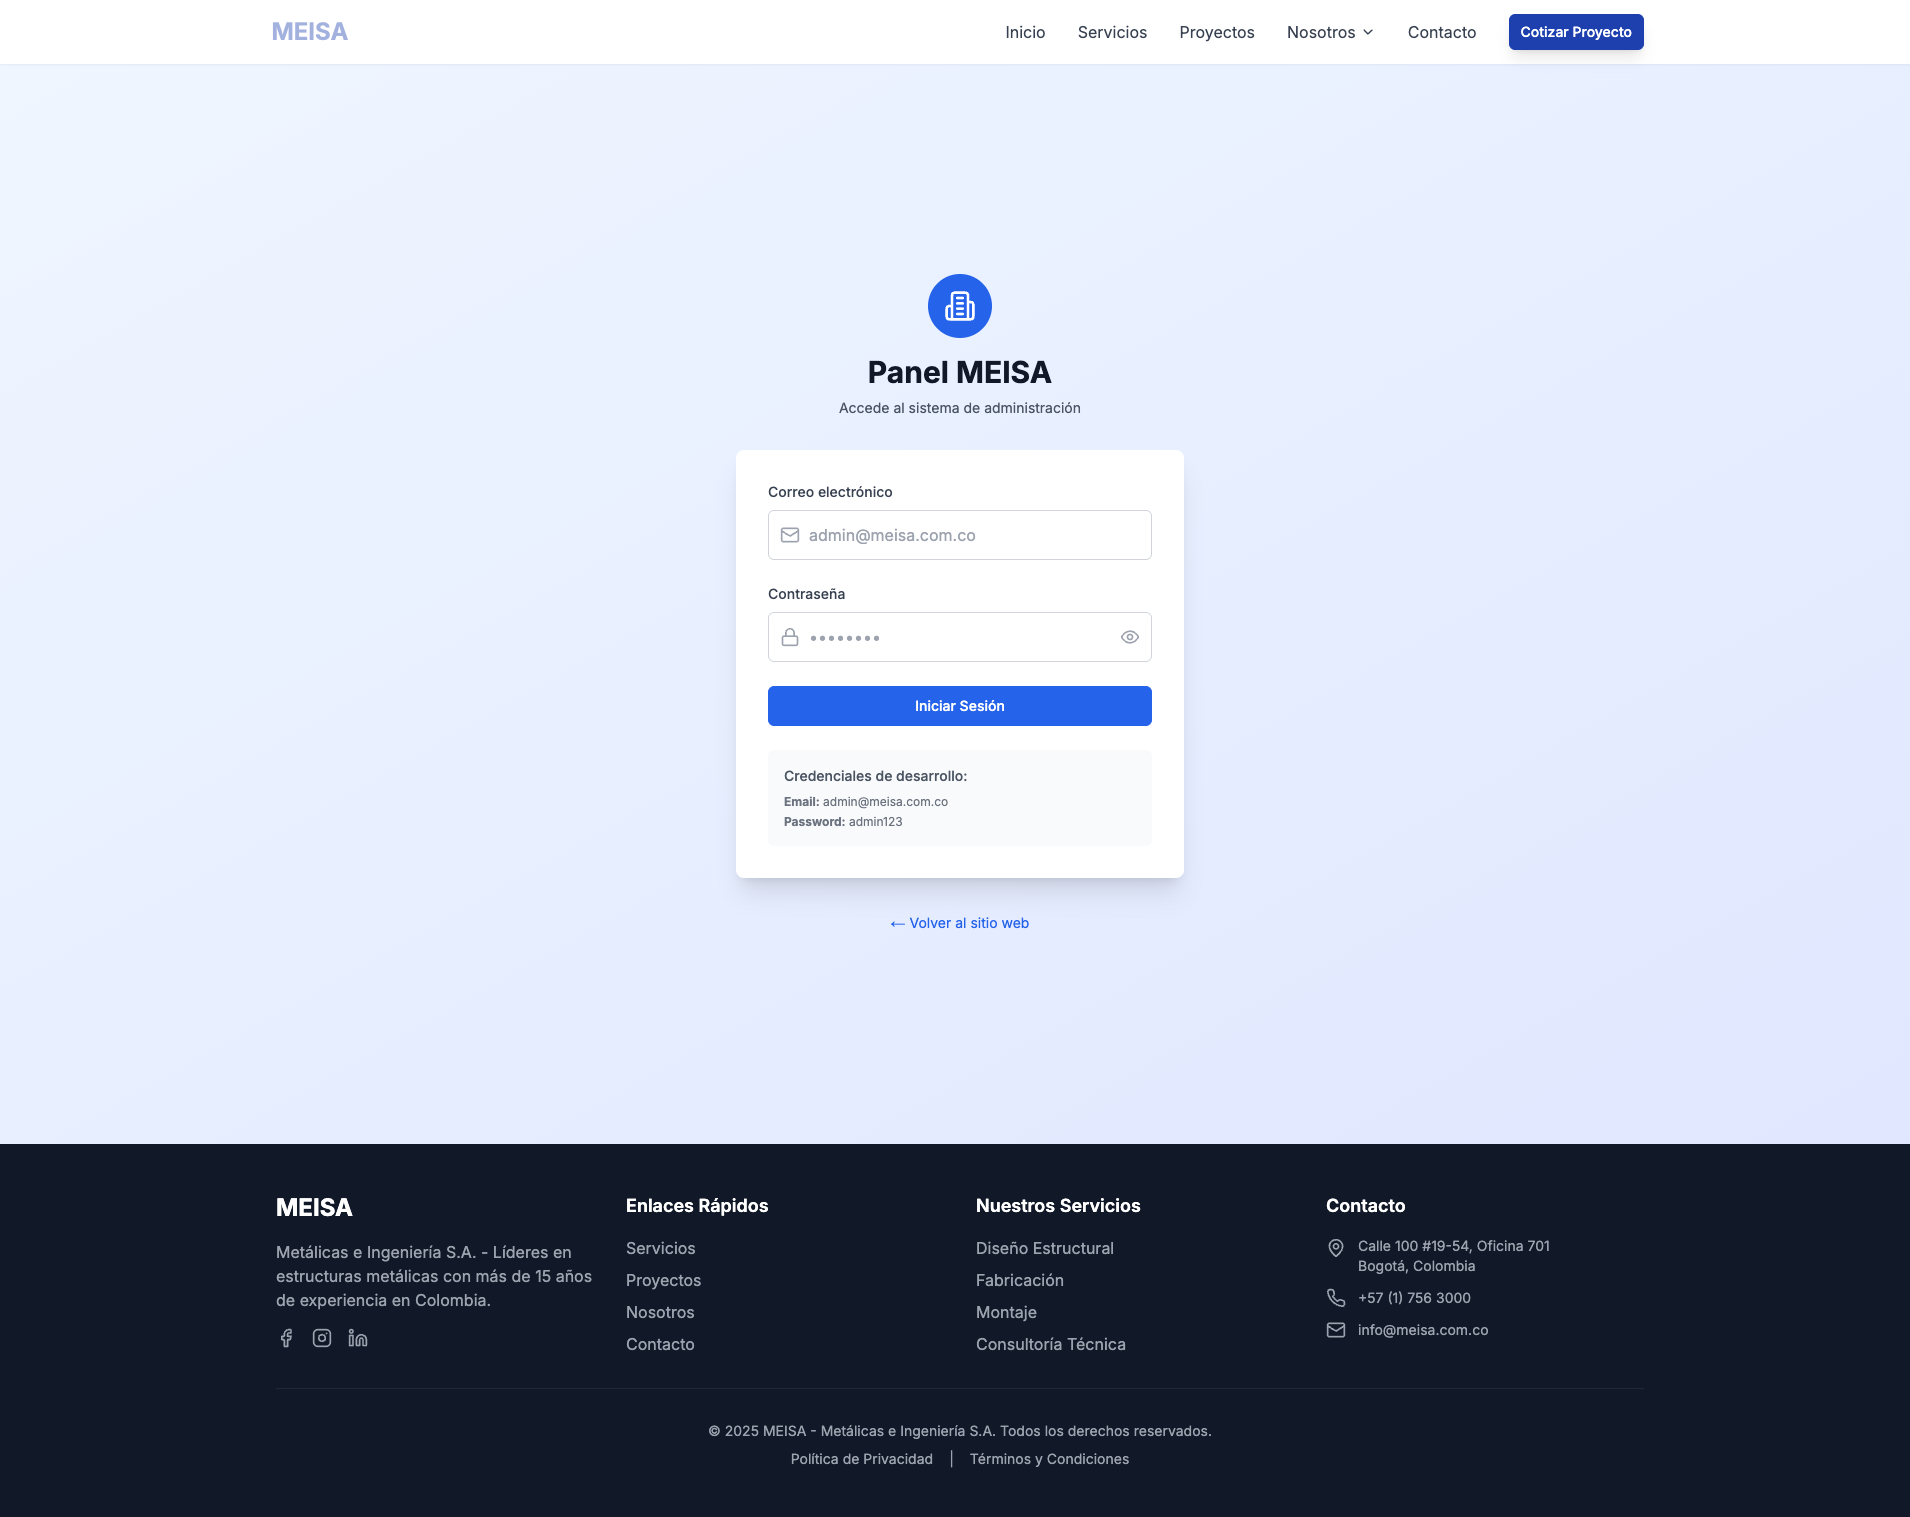 MEISA
Inicio
Servicios
Proyectos
Nosotros
Contacto
Cotizar Proyecto
Panel MEISA
Accede al sistema de administración
Correo electrónico
admin@meisa.com.co
Contraseña
••••••••
Iniciar Sesión
Credenciales de desarrollo:
Email: admin@meisa.com.co
Password: admin123
← Volver al sitio web
MEISA
Metálicas e Ingeniería S.A. - Líderes en
estructuras metálicas con más de 15 años
de experiencia en Colombia.
Enlaces Rápidos
Servicios
Proyectos
Nosotros
Contacto
Nuestros Servicios
Diseño Estructural
Fabricación
Montaje
Consultoría Técnica
Contacto
Calle 100 #19-54, Oficina 701
Bogotá, Colombia
+57 (1) 756 3000
info@meisa.com.co
© 2025 MEISA - Metálicas e Ingeniería S.A. Todos los derechos reservados.
Política de Privacidad | Términos y Condiciones